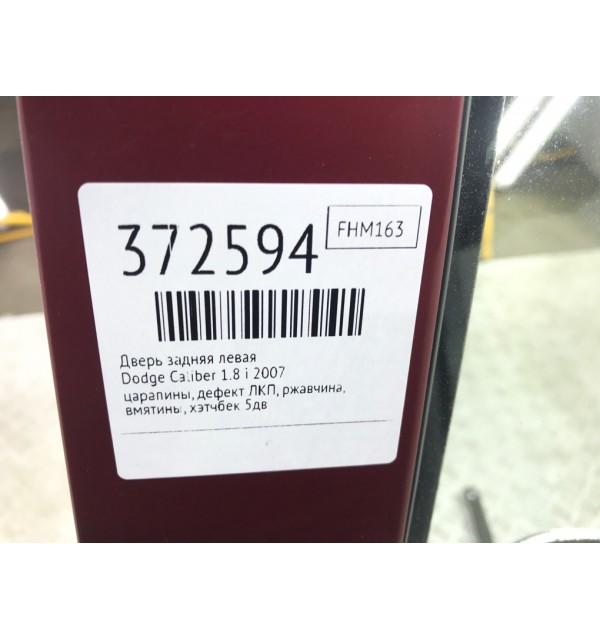 372594
FHM163
Дверь задняя левая
Dodge Caliber 1.8 i 2007
царапины, дефект ЛКП, ржавчина,
вмятины, хэтчбек 5дв